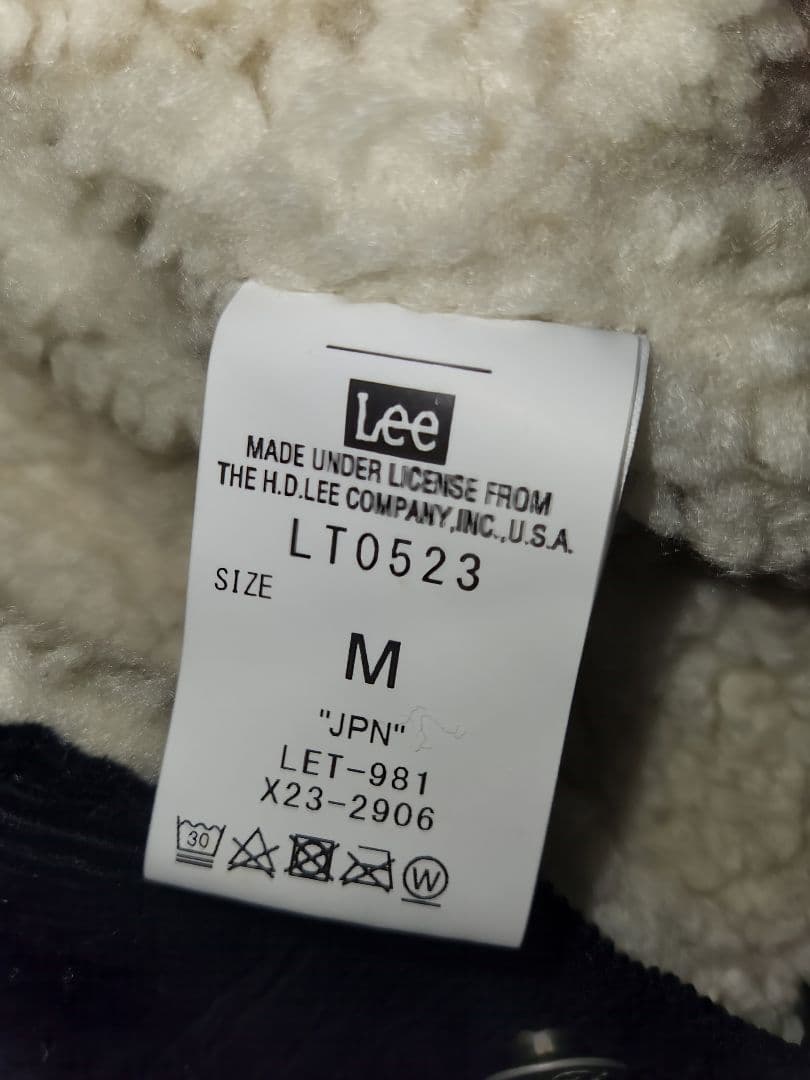 Lee
MADE UNDER LICENSE FROM
THE H.D.LEE COMPANY,INC.,U.S.A.
LT0523
SIZE
M
"JPN"
LET-981
X23-2906
30 W